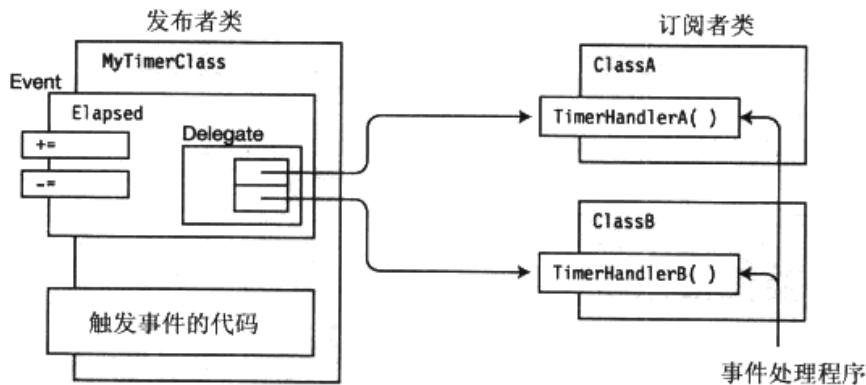 发布者类
MyTimerClass
Event
Elapsed
+=
-=
Delegate
触发事件的代码
订阅者类
ClassA
TimerHandlerA( )
ClassB
TimerHandlerB( )
事件处理程序